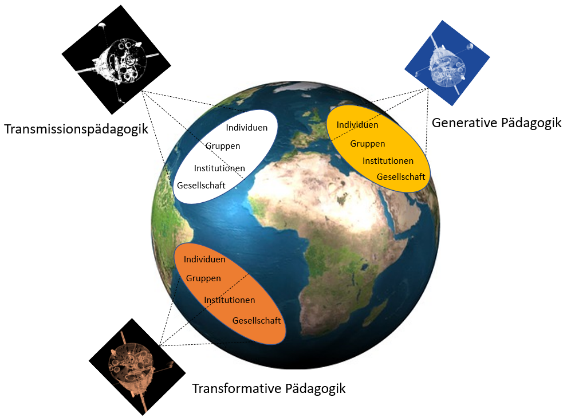 Transmissionspädagogik
Individuen
Gruppen
Institutionen
Gesellschaft
Generative Pädagogik
Individuen
Gruppen
Institutionen
Gesellschaft
Individuen
Gruppen
Institutionen
Gesellschaft
Transformative Pädagogik